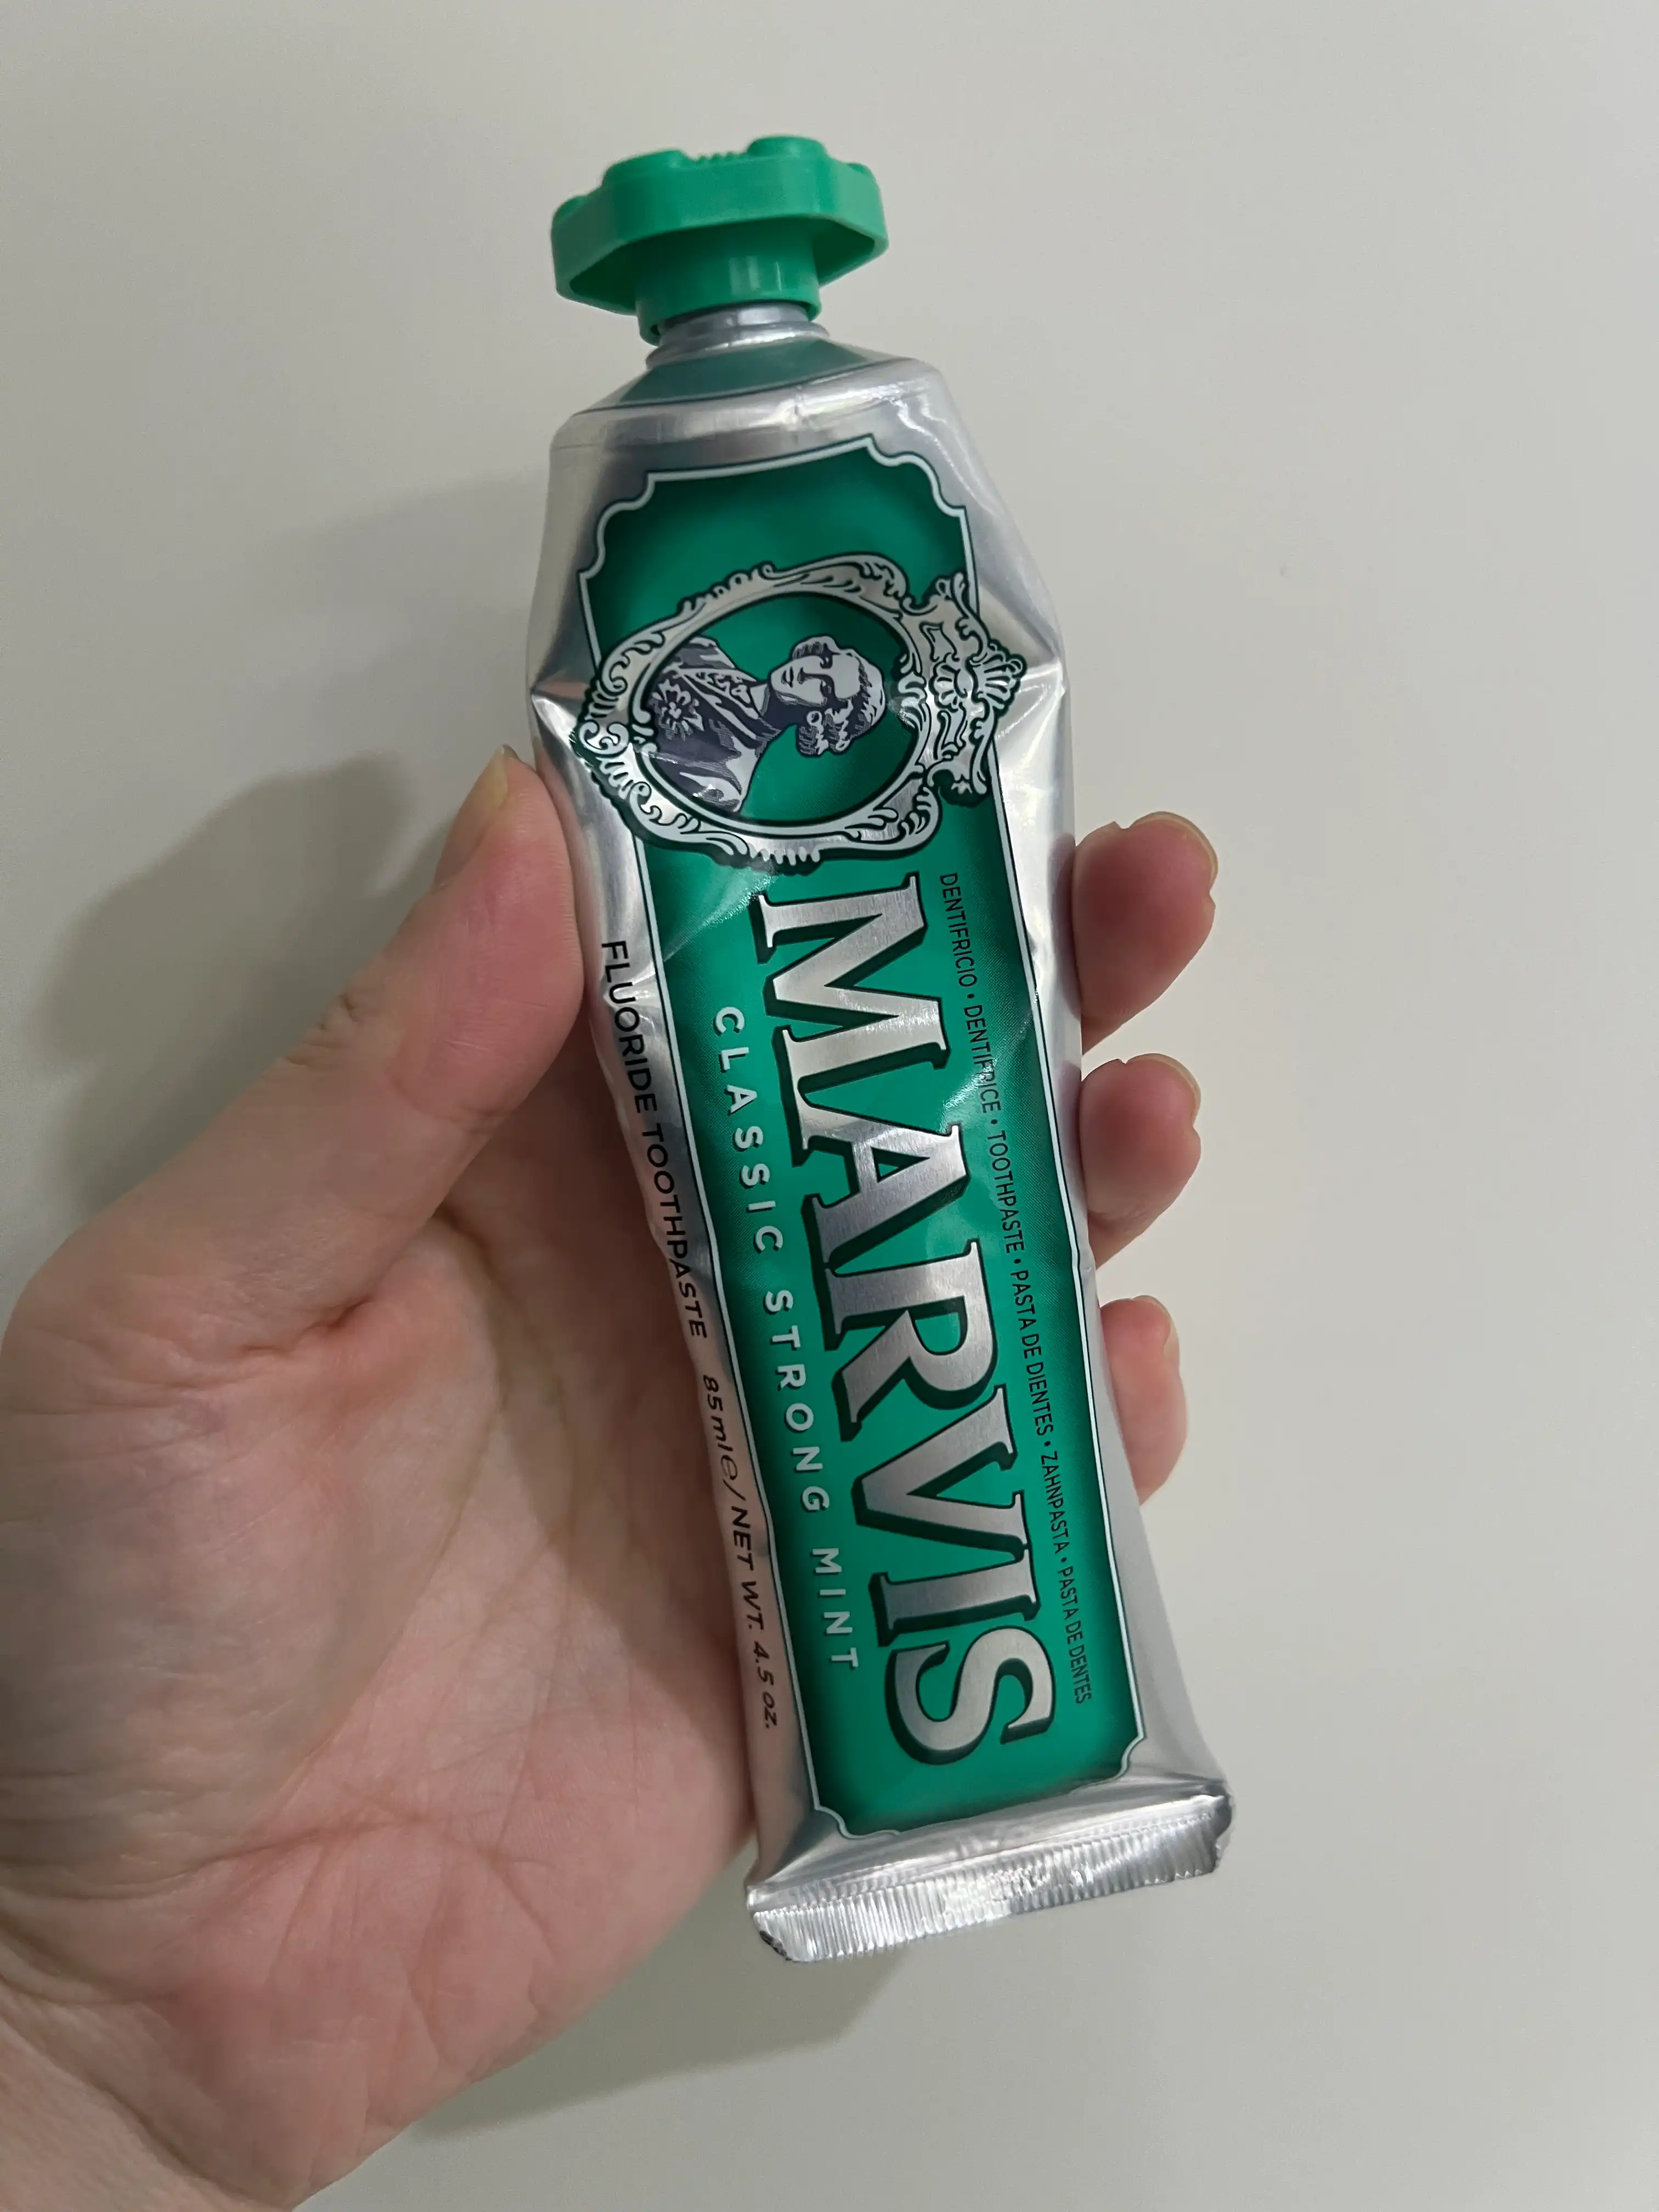 DENTIFRICIO • DENTIFRICE • TOOTHPASTE • PASTA DE DIENTES • ZAHNPASTA • PASTA DE DENTES
MARVIS
CLASSIC STRONG MINT
FLUORIDE TOOTHPASTE 85ml℮/NET WT. 4.5 OZ.